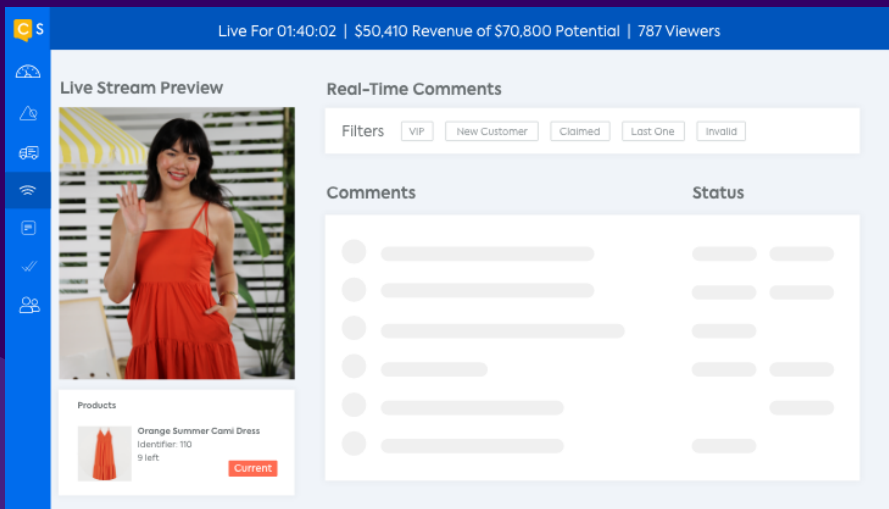 CS
Live For 01:40:02 | $50,410 Revenue of $70,800 Potential | 787 Viewers
Live Stream Preview
Real-Time Comments
Filters
VIP
New Customer
Claimed
Last One
Invalid
Comments
Status
Products
Orange Summer Cami Dress
Identifier: 110
9 left
Current